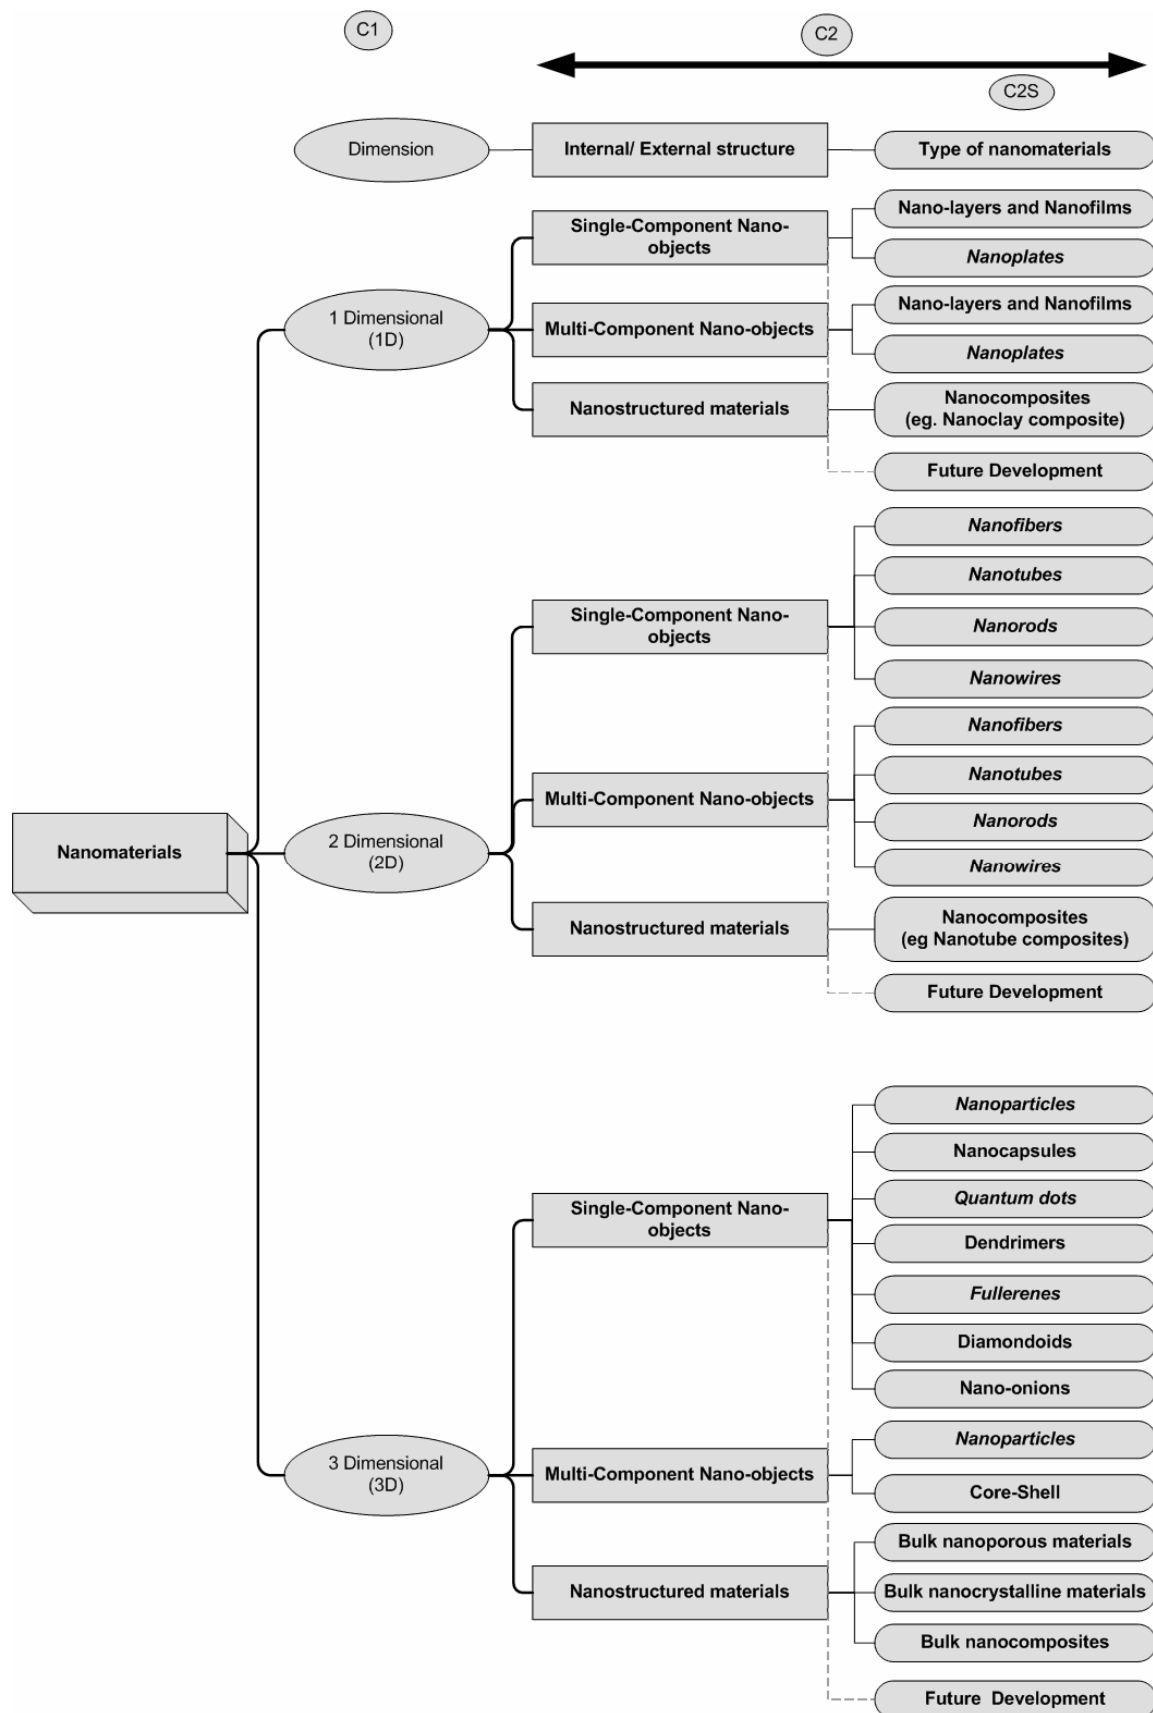 C1
C2
C2S
Dimension
Internal/ External structure
Type of nanomaterials
Nanomaterials
1 Dimensional
(1D)
Single-Component Nano-
objects
Nano-layers and Nanofilms
Nanoplates
Multi-Component Nano-objects
Nano-layers and Nanofilms
Nanoplates
Nanostructured materials
Nanocomposites
(eg. Nanoclay composite)
Future Development
2 Dimensional
(2D)
Single-Component Nano-
objects
Nanofibers
Nanotubes
Nanorods
Nanowires
Multi-Component Nano-objects
Nanofibers
Nanotubes
Nanorods
Nanowires
Nanostructured materials
Nanocomposites
(eg Nanotube composites)
Future Development
3 Dimensional
(3D)
Single-Component Nano-
objects
Nanoparticles
Nanocapsules
Quantum dots
Dendrimers
Fullerenes
Diamondoids
Nano-onions
Multi-Component Nano-objects
Nanoparticles
Core-Shell
Nanostructured materials
Bulk nanoporous materials
Bulk nanocrystalline materials
Bulk nanocomposites
Future Development